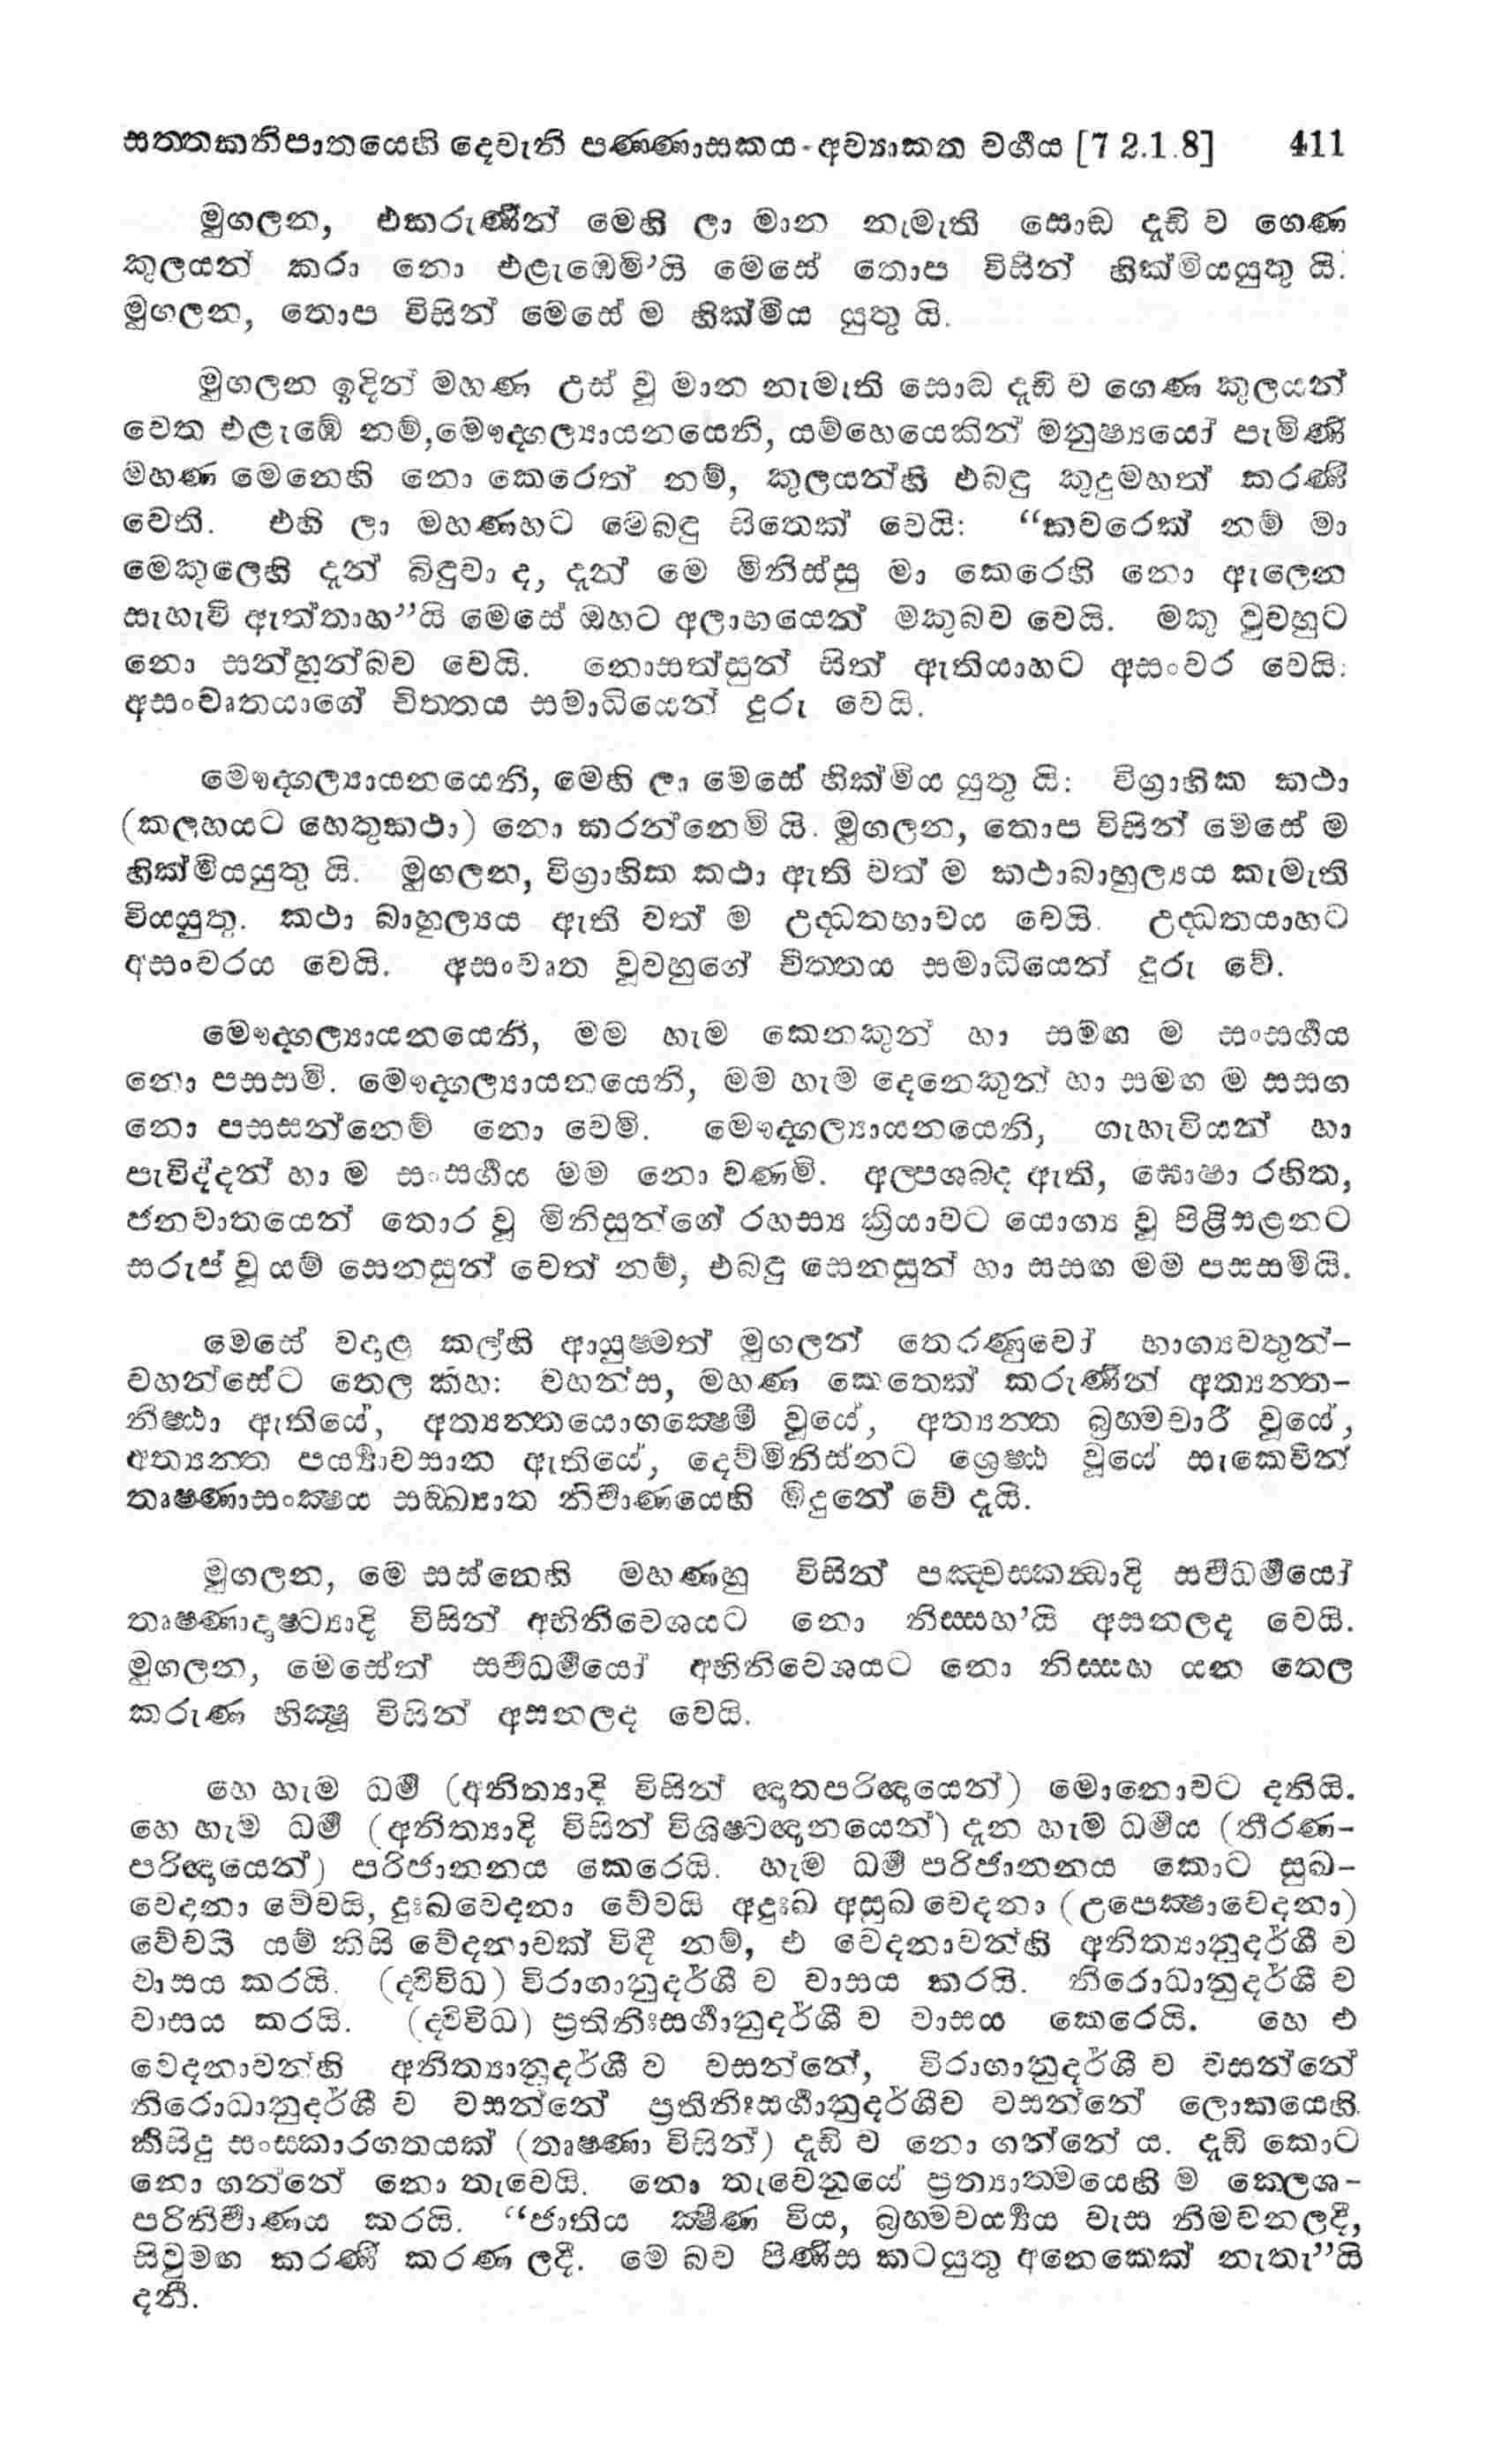 සත්තකනිපාතයෙහි දෙවැනි පණ්ණාසකය - අව්‍යාකත වර්ගය [7 2.1.8] 411
මුගලන, එකරුණින් මෙහි ලා මාන නැමැති සොඬ දැඩි ව ගෙණ
කුලයන් කරා නො එළැඹෙමි’යි මෙසේ තොප විසින් හික්මියයුතු යි.
මුගලන, තොප විසින් මෙසේ ම හික්මිය යුතු යි.
මුගලන ඉදින් මහණ උස් වූ මාන නැමැති සොඬ දැඩි ව ගෙණ කුලයන්
වෙත එළැඹේ නම්, මෞද්ගල්‍යායනයෙනි, යම්හෙයෙකින් මනුෂ්‍යයෝ පැමිණි
මහණ මෙනෙහි නො කෙරෙත් නම්, කුලයන්හි එබඳු කුදුමහත් කරණී
වෙති. එහි ලා මහණහට මෙබඳු සිතෙක් වෙයි: “කවරෙක් නම් මා
මෙකුලෙහි දැන් බිඳුවා ද, දැන් මෙ මිනිස්සු මා කෙරෙහි නො ඇලෙන
සැහැවි ඇත්තාහ”යි මෙසේ ඔහට අලාභයෙන් මකුබව වෙයි. මකු වූවහුට
නො සන්හුන්බව වෙයි. නොසත්සුන් සිත් ඇතියාහට අසංවර වෙයි:
අසංවෘතයාගේ චිත්තය සමාධියෙන් දුරු වෙයි.
මෞද්ගල්‍යායනයෙනි, මෙහි ලා මෙසේ හික්මිය යුතු යි: විග්‍රාහික කථා
(කලහයට හෙතුකථා) නො කරන්නෙමි යි. මුගලන, තොප විසින් මෙසේ ම
හික්මියයුතු යි. මුගලන, විග්‍රාහික කථා ඇති වත් ම කථාබාහුල්‍යය කැමැති
වියයුතු. කථා බාහුල්‍යය ඇති වත් ම උද්ධතභාවය වෙයි. උද්ධතයාහට
අසංවරය වෙයි. අසංවෘත වූවහුගේ චිත්තය සමාධියෙන් දුරු වේ.
මෞද්ගල්‍යායනයෙනි, මම හැම කෙනකුන් හා සමඟ ම සංසර්ගය
නො පසසමි. මෞද්ගල්‍යායනයෙනි, මම හැම දෙනෙකුන් හා සමඟ ම සසඟ
නො පසසන්නෙම් නො වෙමි. මෞද්ගල්‍යායනයෙනි, ගැහැවියන් හා
පැවිද්දන් හා ම සංසර්ගය මම නො වණමි. අල්පශබ්ද ඇති, ඝොෂා රහිත,
ජනවාතයෙන් තොර වූ මිනිසුන්ගේ රහස්‍ය ක්‍රියාවට යොග්‍ය වූ පිළිසළනට
සරුප් වූ යම් සෙනසුන් වෙත් නම්, එබඳු සෙනසුන් හා සසඟ මම පසසමියි.
මෙසේ වදාළ කල්හි ආයුෂ්මත් මුගලන් තෙරණුවෝ භාග්‍යවතුන්-
වහන්සේට තෙල කහ: වහන්ස, මහණ කෙතෙක් කරුණින් අත්‍යන්ත-
නිෂ්ඨා ඇතියේ, අත්‍යන්තයොගක්ෂෙමී වූයේ, අත්‍යන්ත බ්‍රහ්මචාරී වූයේ,
අත්‍යන්ත පර්‍ය්‍යාවසාන ඇතියේ, දෙව්මිනිස්නට ශ්‍රෙෂ්ඨ වූයේ සැකෙවින්
තෘෂ්ණාසංක්ෂය සඞ්ඛ්‍යාත නිර්වාණයෙහි මිදුනේ වේ දැයි.
මුගලන, මෙ සස්නෙහි මහණහු විසින් පඤ්චස්කන්ධාදි සර්වධර්මයෝ
තෘෂ්ණාදෘෂ්ට්‍යාදි විසින් අභිනිවෙශයට නො නිස්සහ’යි අසනලද වෙයි.
මුගලන, මෙසේත් සර්වධර්මයෝ අභිනිවෙශයට නො නිස්සහ යන තෙල
කරුණ භික්ෂු විසින් අසනලද වෙයි.
හෙ හැම ධර්ම (අනිත්‍යාදි විසින් ඥාතපරිඥායෙන්) මොනොවට දනියි.
හෙ හැම ධර්ම (අනිත්‍යාදි විසින් විශිෂ්ටඥානයෙන්) දැන හැම ධර්මය (තීරණ-
පරිඥායෙන්) පරිජානනය කෙරෙයි. හැම ධර්ම පරිජානනය කොට සුඛ-
වෙදනා වේවයි, දුඃඛවෙදනා වේවයි අදුඃඛ අසුඛ වෙදනා (උපෙක්ෂාවෙදනා)
වේවයි යම් කිසි වේදනාවක් විඳී නම්, එ වෙදනාවන්හි අනිත්‍යානුදර්ශී ව
වාසය කරයි. (ද්විවිධ) විරාගානුදර්ශී ව වාසය කරයි. නිරොධානුදර්ශී ව
වාසය කරයි. (ද්විවිධ) ප්‍රතිනිඃසර්ගානුදර්ශී ව වාසය කෙරෙයි. හෙ එ
වෙදනාවන්හි අනිත්‍යානුදර්ශී ව වසන්නේ, විරාගානුදර්ශී ව වසන්නේ
නිරොධානුදර්ශී ව වසන්නේ ප්‍රතිනිඃසර්ගානුදර්ශීව වසන්නේ ලොකයෙහි
කිසිදු සංස්කාරගතයක් (තෘෂ්ණා විසින්) දැඩි ව නො ගන්නේ ය. දැඩි කොට
නො ගන්නේ නො තැවෙයි. නො තැවෙනුයේ ප්‍රත්‍යාත්මයෙහි ම ක්ලෙශ-
පරිනිර්වාණය කරයි. “ජාතිය ක්ෂීණ විය, බ්‍රහ්මචර්‍ය්‍යය වැස නිමවනලදී,
සිවුමඟ කරණී කරණ ලදී. මෙ බව පිණිස කටයුතු අනෙකෙක් නැතැ”යි
දනී.